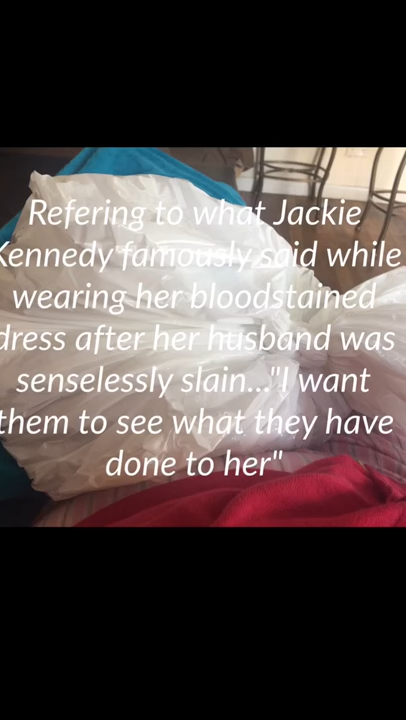 Refering to what Jackie
Kennedy famously said while
wearing her bloodstained
dress after her husband was
senselessly slain..."I want
them to see what they have
done to her"